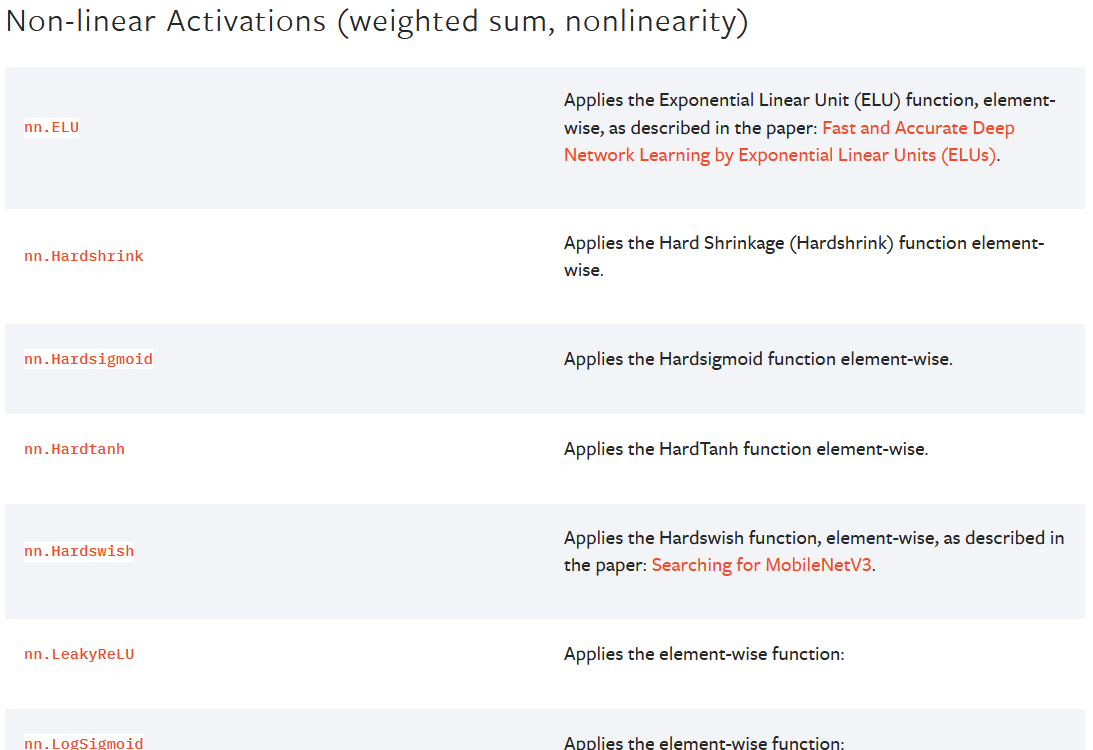 Non-linear Activations (weighted sum, nonlinearity)
nn.ELU
Applies the Exponential Linear Unit (ELU) function, element-
wise, as described in the paper: Fast and Accurate Deep
Network Learning by Exponential Linear Units (ELUs).
nn.Hardshrink
Applies the Hard Shrinkage (Hardshrink) function element-
wise.
nn.Hardsigmoid
Applies the Hardsigmoid function element-wise.
nn.Hardtanh
Applies the HardTanh function element-wise.
nn.Hardswish
Applies the Hardswish function, element-wise, as described in
the paper: Searching for MobileNetV3.
nn.LeakyReLU
Applies the element-wise function:
nn.LogSigmoid
Applies the element-wise function: